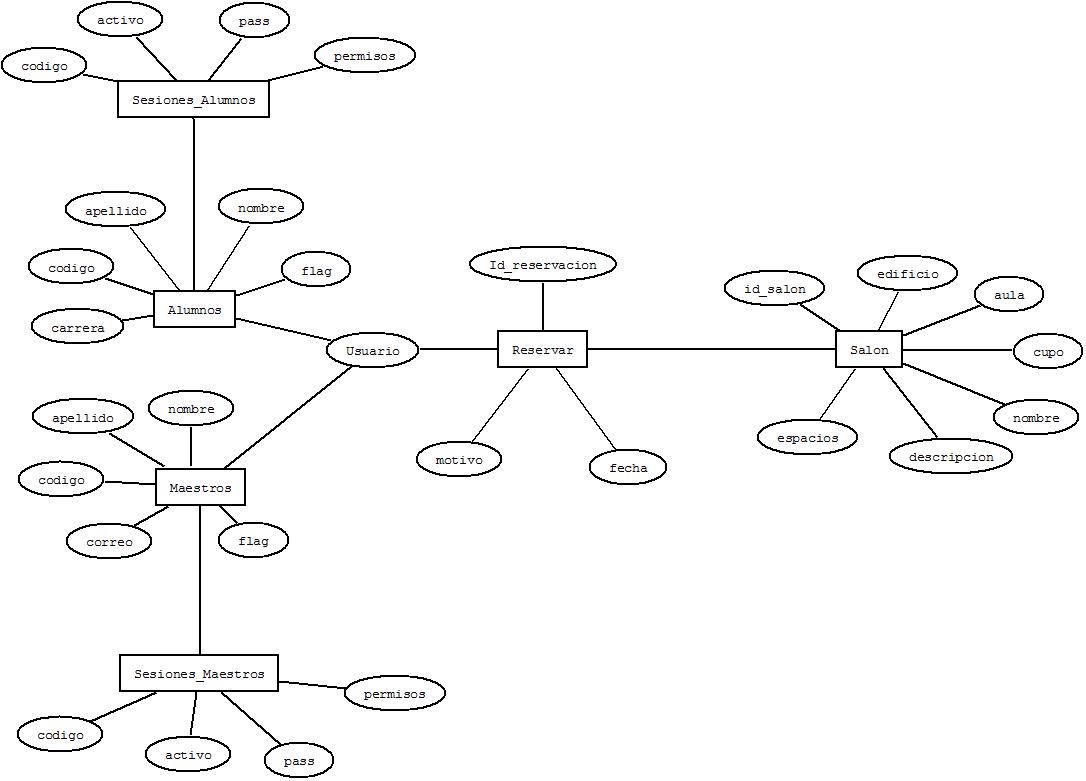 activo
pass
permisos
codigo
Sesiones_Alumnos
apellido
nombre
codigo
flag
Alumnos
carrera
Usuario
Id_reservacion
Reservar
motivo
fecha
id_salon
edificio
aula
Salon
cupo
nombre
espacios
descripcion
apellido
nombre
codigo
Maestros
correo
flag
Sesiones_Maestros
permisos
codigo
activo
pass